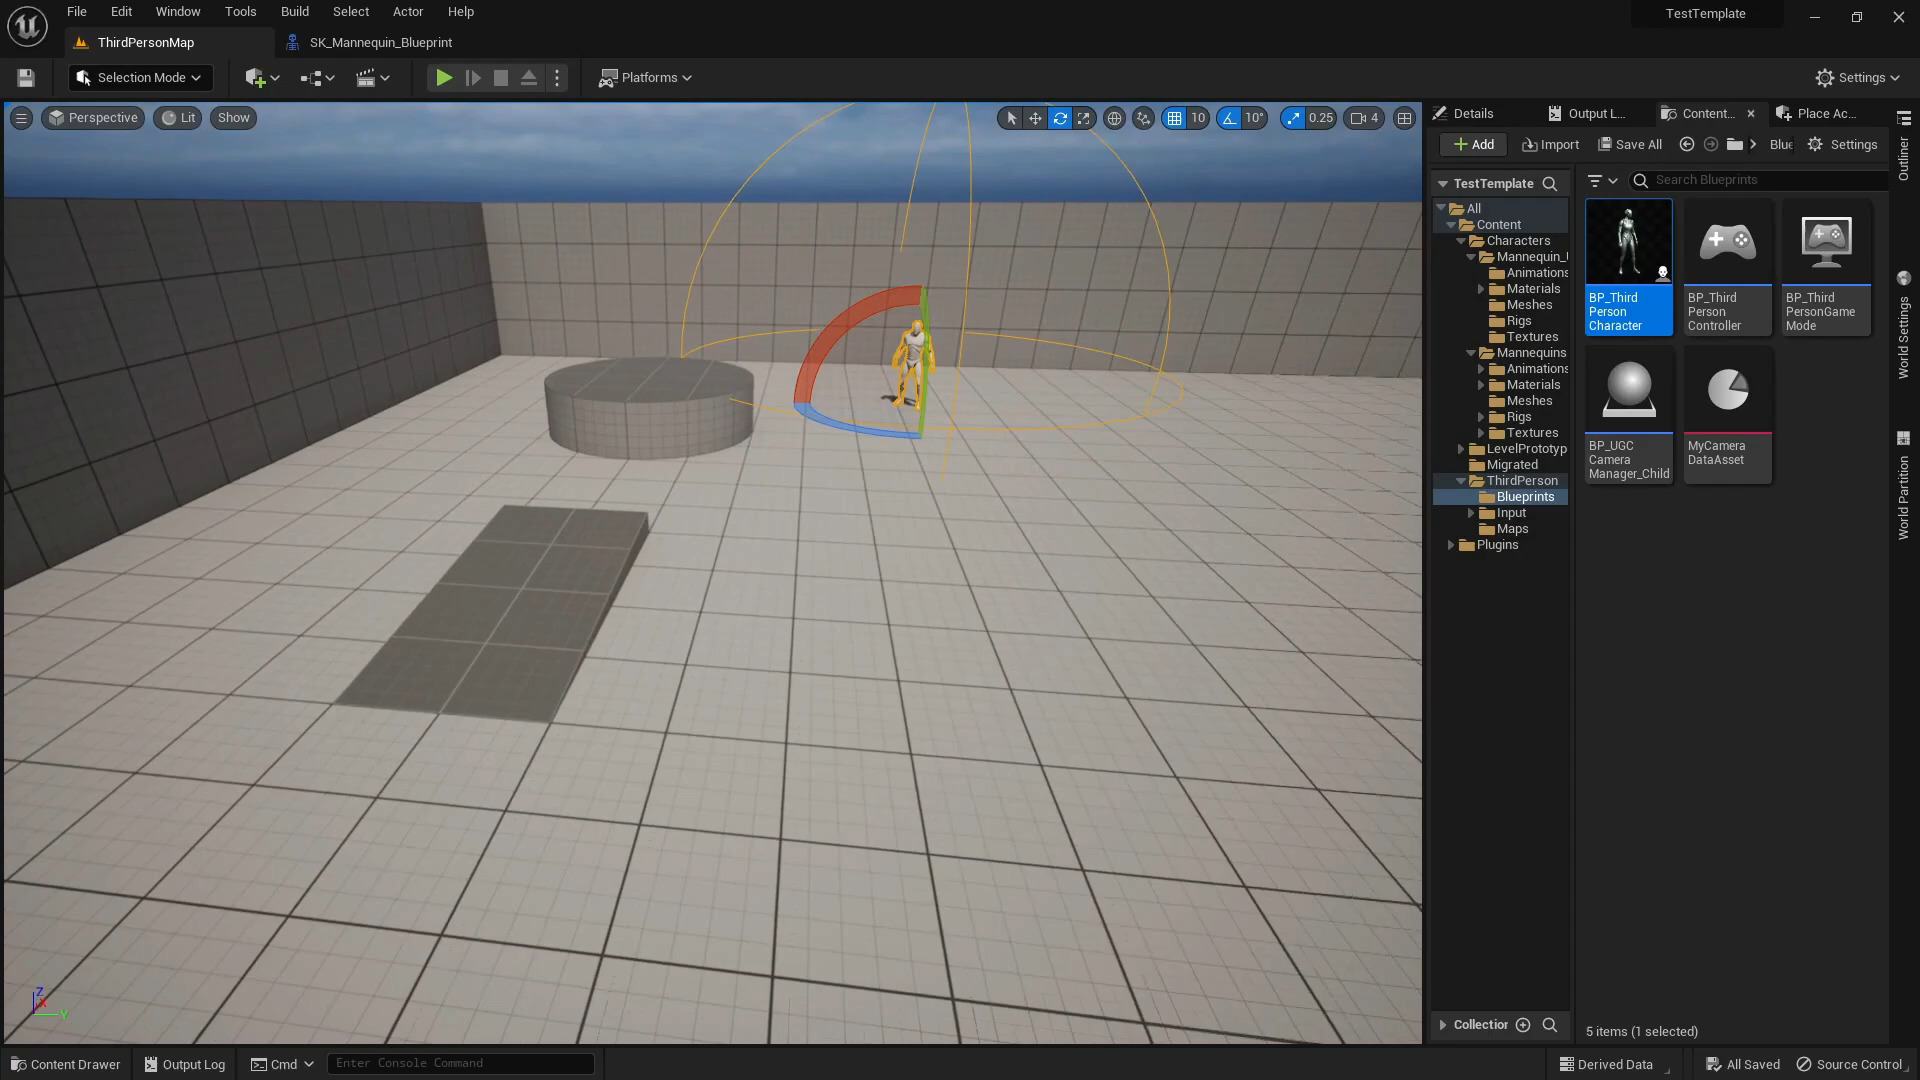 File Edit Window Tools Build Select Actor Help
TestTemplate
ThirdPersonMap
SK_Mannequin_Blueprint
Selection Mode
Platforms
Settings
Perspective
Lit
Show
10
10°
0.25
4
Details
Output L...
Content...
Place Ac...
Add
Import
Save All
Blue
Settings
TestTemplate
Search Blueprints
All
Content
Characters
Mannequin_
Animations
Materials
Meshes
Rigs
Textures
Mannequins
Animations
Materials
Meshes
Rigs
Textures
LevelPrototyp
Migrated
ThirdPerson
Blueprints
Input
Maps
Plugins
BP_Third
Person
Character
BP_Third
Person
Controller
BP_Third
PersonGame
Mode
BP_UGC
Camera
Manager_Child
MyCamera
DataAsset
Outliner
World Settings
World Partition
Z
X
Y
Collection
5 items (1 selected)
Content Drawer
Output Log
Cmd
Enter Console Command
Derived Data
All Saved
Source Control